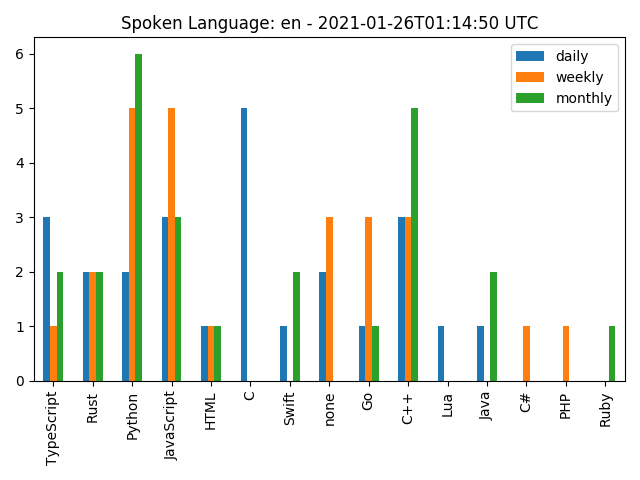 Spoken Language: en - 2021-01-26T01:14:50 UTC
daily
weekly
monthly
6
5
4
3
2
1
0
TypeScript
Rust
Python
JavaScript
HTML
C
Swift
none
Go
C++
Lua
Java
C#
PHP
Ruby